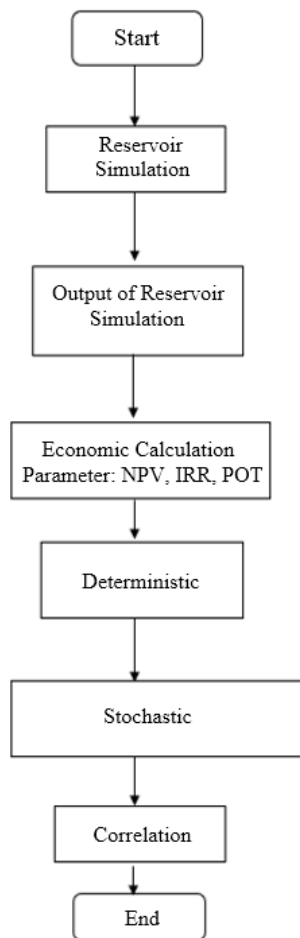 Start
Reservoir
Simulation
Output of Reservoir
Simulation
Economic Calculation
Parameter: NPV, IRR, POT
Deterministic
Stochastic
Correlation
End